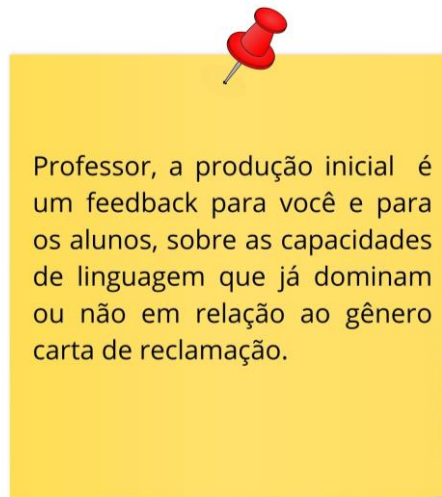 Professor, a produção inicial é
um feedback para você e para
os alunos, sobre as capacidades
de linguagem que já dominam
ou não em relação ao gênero
carta de reclamação.